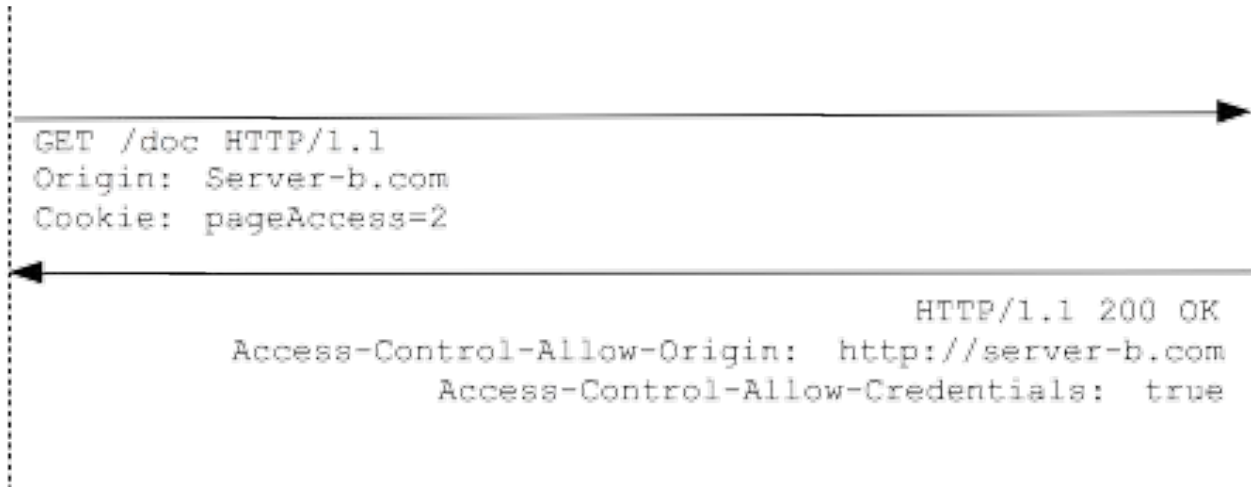 GET /doc HTTP/1.1
Origin: Server-b.com
Cookie: pageAccess=2
HTTP/1.1 200 OK
Access-Control-Allow-Origin: http://server-b.com
Access-Control-Allow-Credentials: true